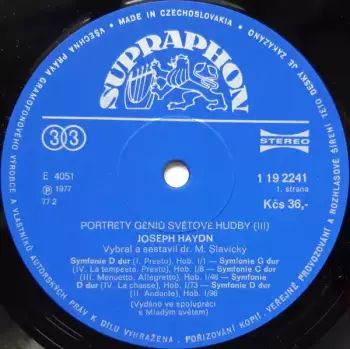 VŠECHNA PRÁVA GRAMOFONOVÉHO VÝROBCE A VLASTNÍKŮ AUTORSKÝCH PRÁV K DÍLU VYHRAŽENA. POŘIZOVÁNÍ KOPIÍ, VEŘEJNÉ PROVOZOVÁNÍ A ROZHLASOVÉ ŠÍŘENÍ TÉTO DESKY JE ZAKÁZÁNO
• MADE IN CZECHOSLOVAKIA •
SUPRAPHON
33
STEREO
E 4051
1 19 2241
Ⓟ 1977
1. strana
77 2
Kčs 36,-
PORTRÉTY GÉNIŮ SVĚTOVÉ HUDBY (III)
JOSEPH HAYDN
Vybral a sestavil dr. M. Slavický
Symfonie D dur (I. Presto), Hob. I/1 – Symfonie G dur
(IV. La tempesta. Presto), Hob. I/8 – Symfonie G dur
(III. Menuetto, Allegretto), Hob. I/48 – Symfonie
D dur (IV. La chasse), Hob. I/73 – Symfonie D dur
(II. Andante), Hob. I/96
(Vydáno ve spolupráci
s Mladým světem)